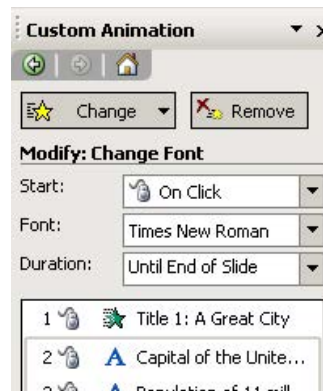 Custom Animation
Change Remove
Modify: Change Font
Start: On Click
Font: Times New Roman
Duration: Until End of Slide
1 Title 1: A Great City
2 A Capital of the Unite...